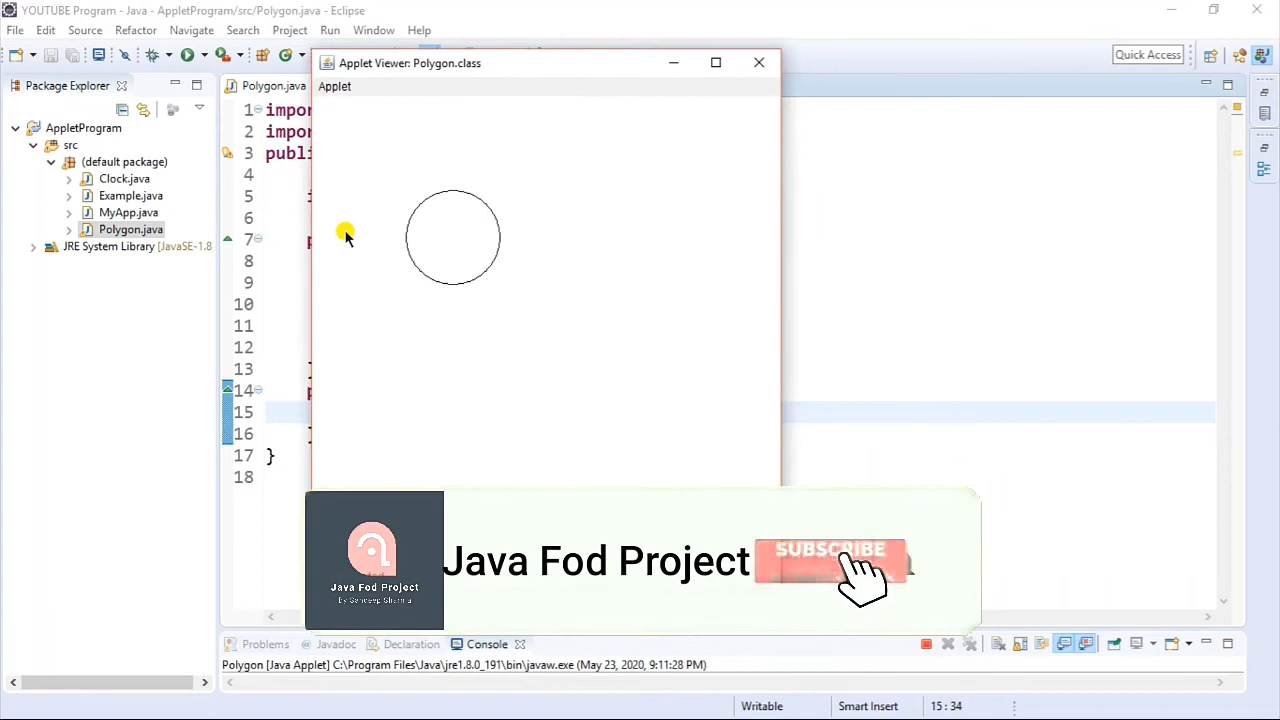 YOUTUBE Program - Java - AppletProgram/src/Polygon.java - Eclipse
File Edit Source Refactor Navigate Search Project Run Window Help
Quick Access
Package Explorer
AppletProgram
src
(default package)
Clock.java
Example.java
MyApp.java
Polygon.java
JRE System Library [JavaSE-1.8
Polygon.java
Applet Viewer: Polygon.class
Applet
1 impor
2 impor
3 publi
4
5 i
6
7 p
8
9
10
11
12
13 }
14 p
15
16 }
17 }
18
Java Fod Project
By Sandeep Sharma
Java Fod Project
SUBSCRIBE
Problems Javadoc Declaration Console
Polygon [Java Applet] C:\Program Files\Java\jre1.8.0_191\bin\javaw.exe (May 23, 2020, 9:11:28 PM)
Writable Smart Insert 15 : 34